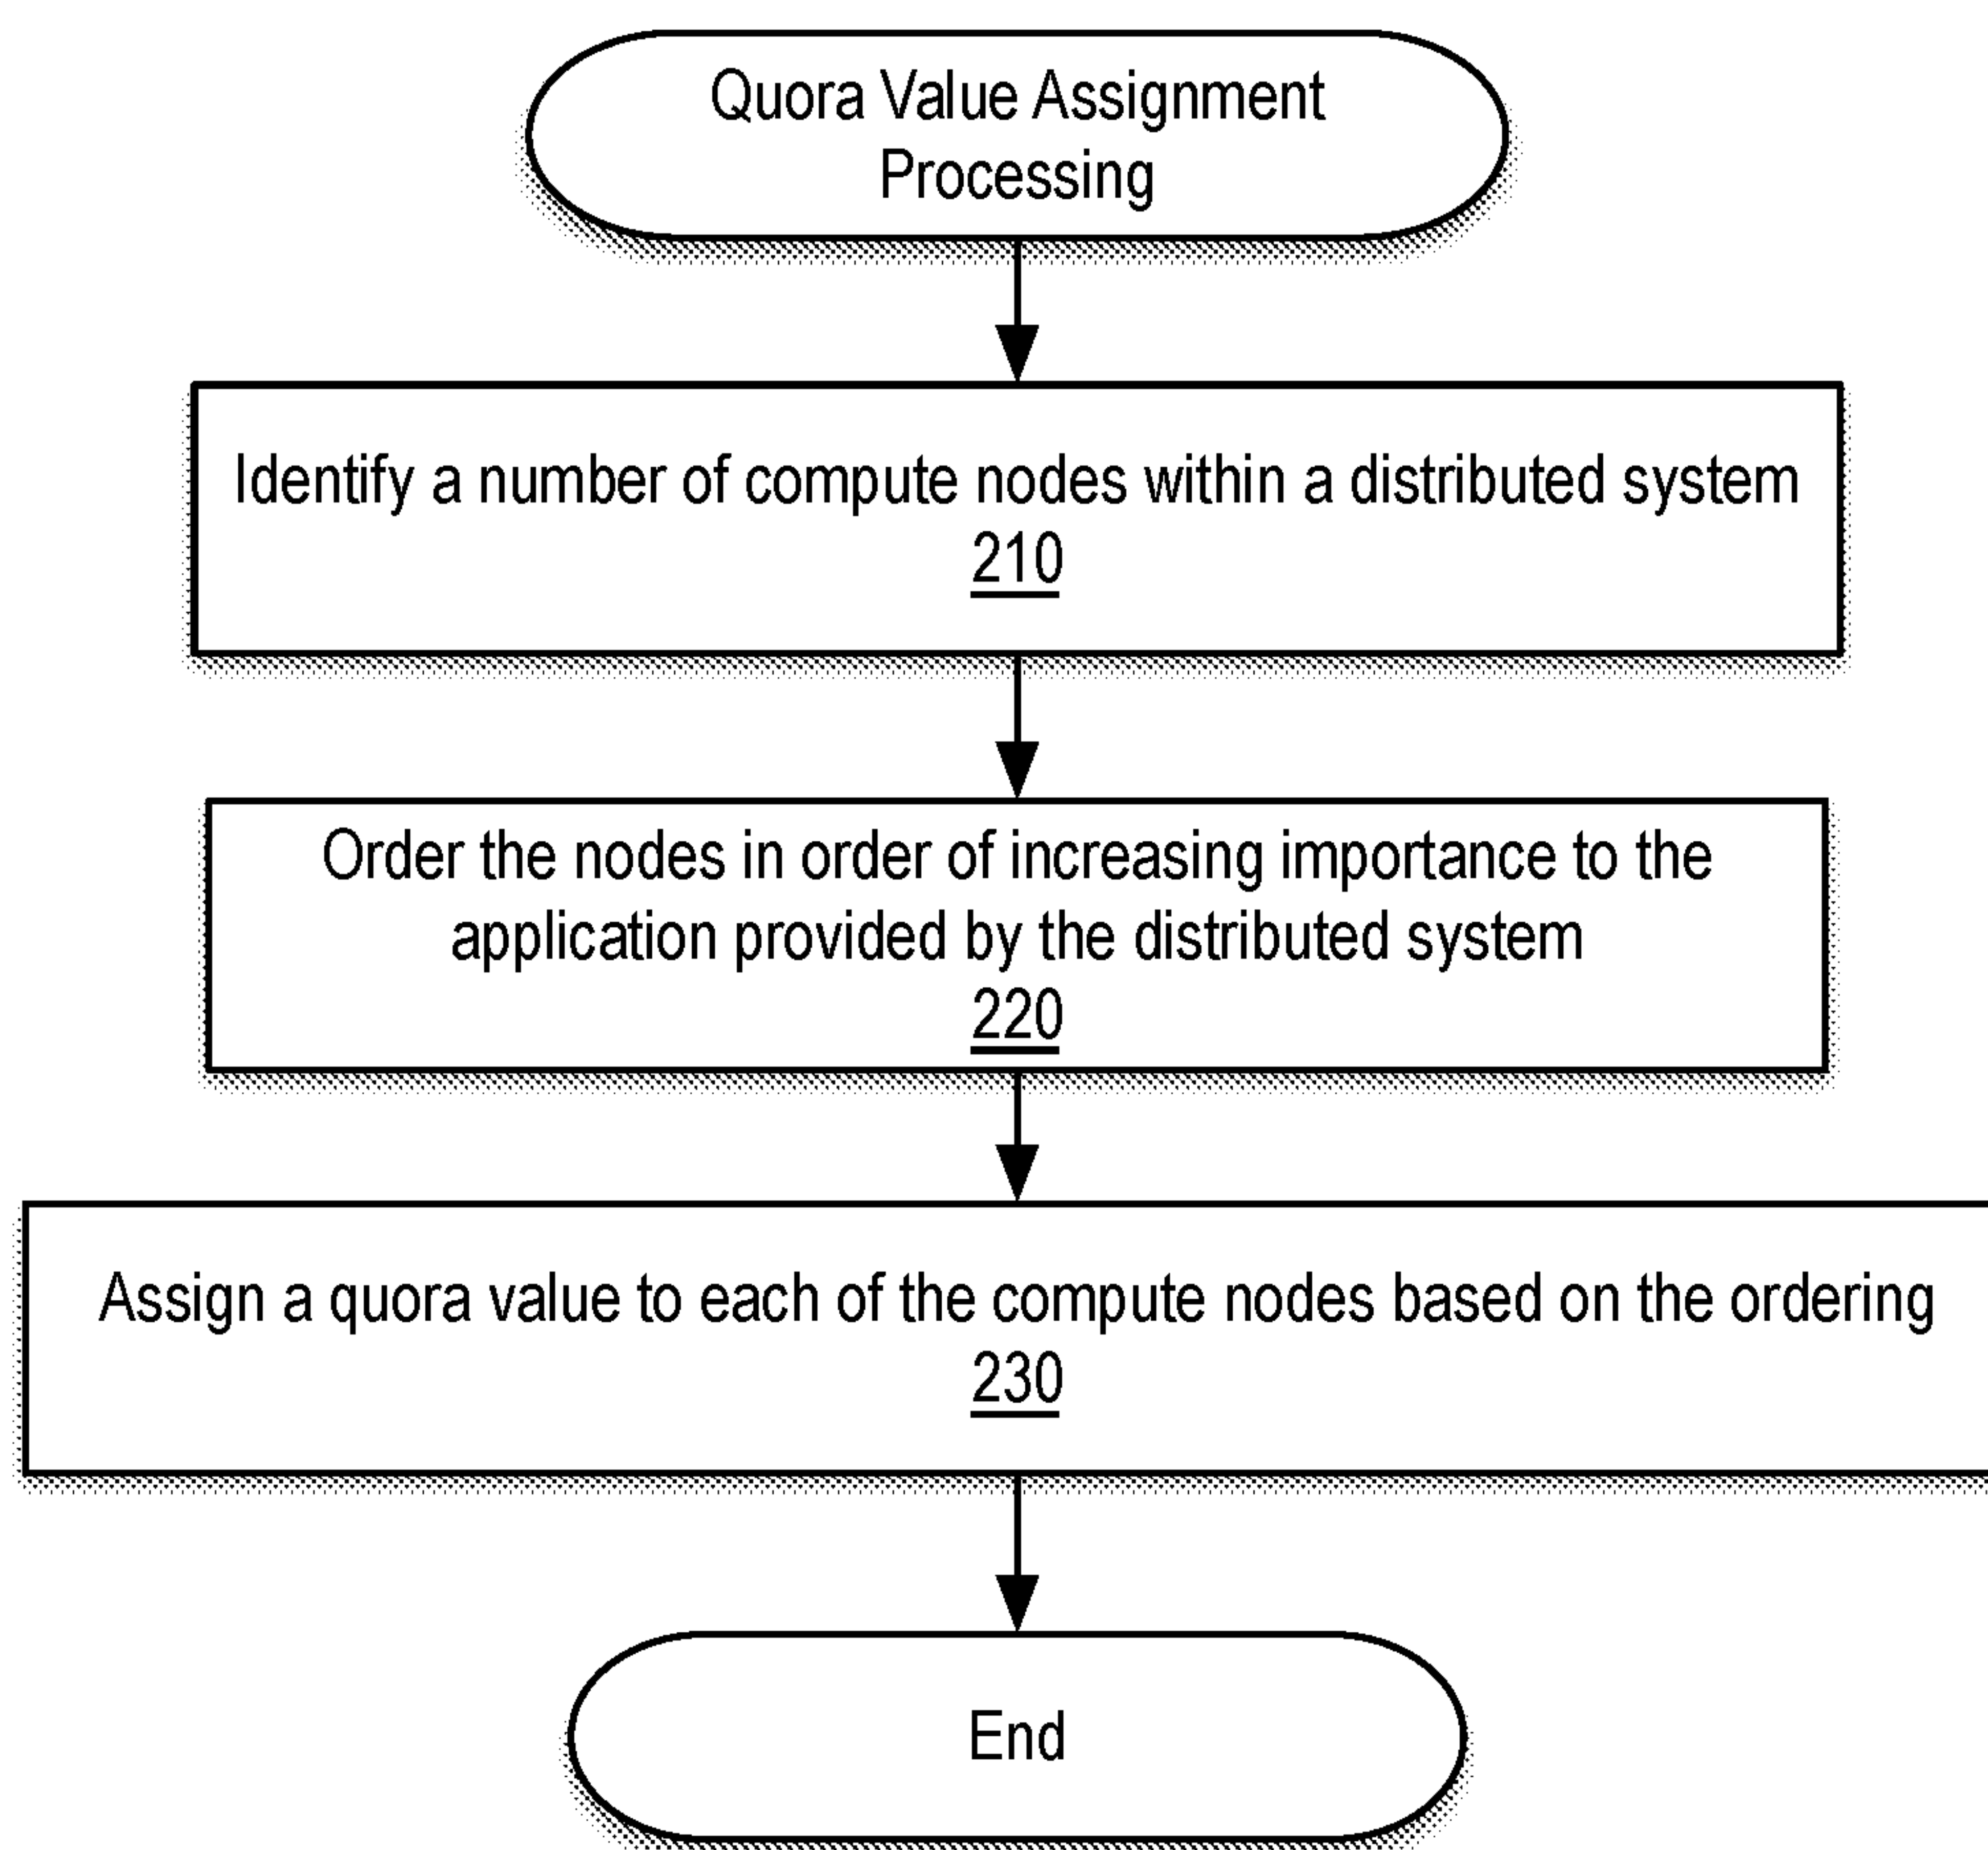 Quora Value Assignment
Processing
Identify a number of compute nodes within a distributed system
210
Order the nodes in order of increasing importance to the
application provided by the distributed system
220
Assign a quora value to each of the compute nodes based on the ordering
230
End